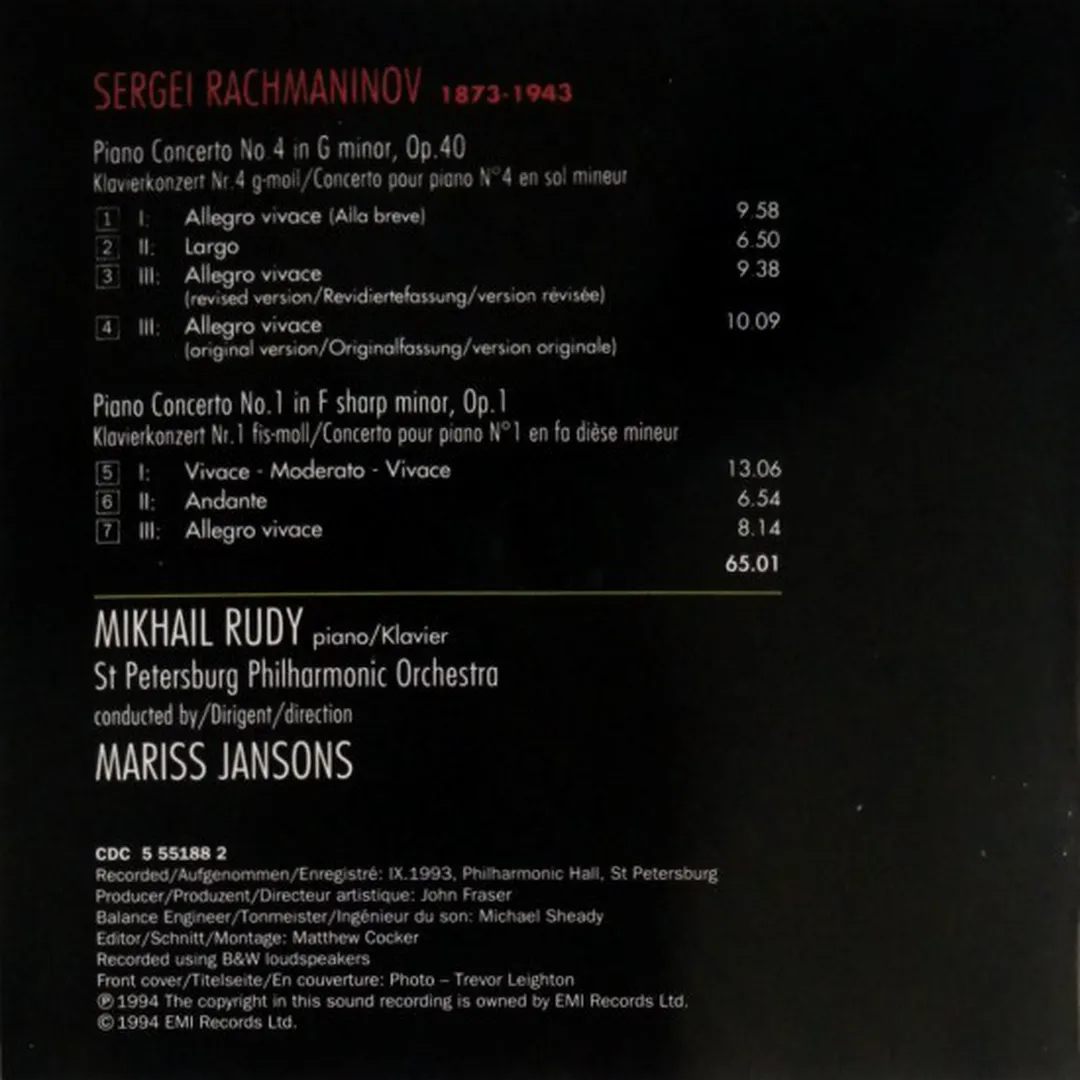 SERGEI RACHMANINOV 1873-1943
Piano Concerto No.4 in G minor, Op.40
Klavierkonzert Nr.4 g-moll/Concerto pour piano N°4 en sol mineur
1 I: Allegro vivace (Alla breve) 9.58
2 II: Largo 6.50
3 III: Allegro vivace 9.38
(revised version/Revidiertefassung/version révisée)
4 III: Allegro vivace 10.09
(original version/Originalfassung/version originale)
Piano Concerto No.1 in F sharp minor, Op.1
Klavierkonzert Nr.1 fis-moll/Concerto pour piano N°1 en fa dièse mineur
5 I: Vivace - Moderato - Vivace 13.06
6 II: Andante 6.54
7 III: Allegro vivace 8.14
65.01
MIKHAIL RUDY piano/Klavier
St Petersburg Philharmonic Orchestra
conducted by/Dirigent/direction
MARISS JANSONS
CDC 5 55188 2
Recorded/Aufgenommen/Enregistré: IX.1993, Philharmonic Hall, St Petersburg
Producer/Produzent/Directeur artistique: John Fraser
Balance Engineer/Tonmeister/Ingénieur du son: Michael Sheady
Editor/Schnitt/Montage: Matthew Cocker
Recorded using B&W loudspeakers
Front cover/Titelseite/En couverture: Photo – Trevor Leighton
℗ 1994 The copyright in this sound recording is owned by EMI Records Ltd.
© 1994 EMI Records Ltd.